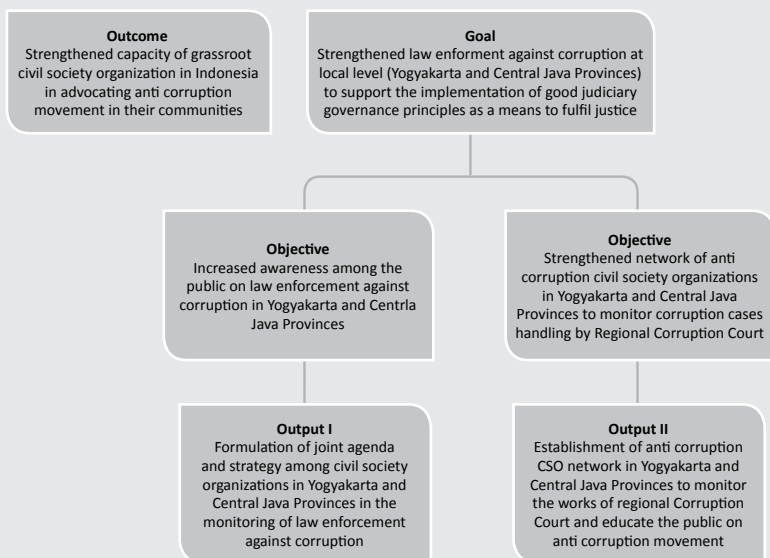 Outcome
Strengthened capacity of grassroot
civil society organization in Indonesia
in advocating anti corruption
movement in their communities
Goal
Strengthened law enforment against corruption at
local level (Yogyakarta and Central Java Provinces)
to support the implementation of good judiciary
governance principles as a means to fulfil justice
Objective
Increased awareness among the
public on law enforcement against
corruption in Yogyakarta and Centrla
Java Provinces
Objective
Strengthened network of anti
corruption civil society organizations
in Yogyakarta and Central Java
Provinces to monitor corruption cases
handling by Regional Corruption Court
Output I
Formulation of joint agenda
and strategy among civil society
organizations in Yogyakarta and
Central Java Provinces in the
monitoring of law enforcement
against corruption
Output II
Establishment of anti corruption
CSO network in Yogyakarta and
Central Java Provinces to monitor
the works of regional Corruption
Court and educate the public on
anti corruption movement